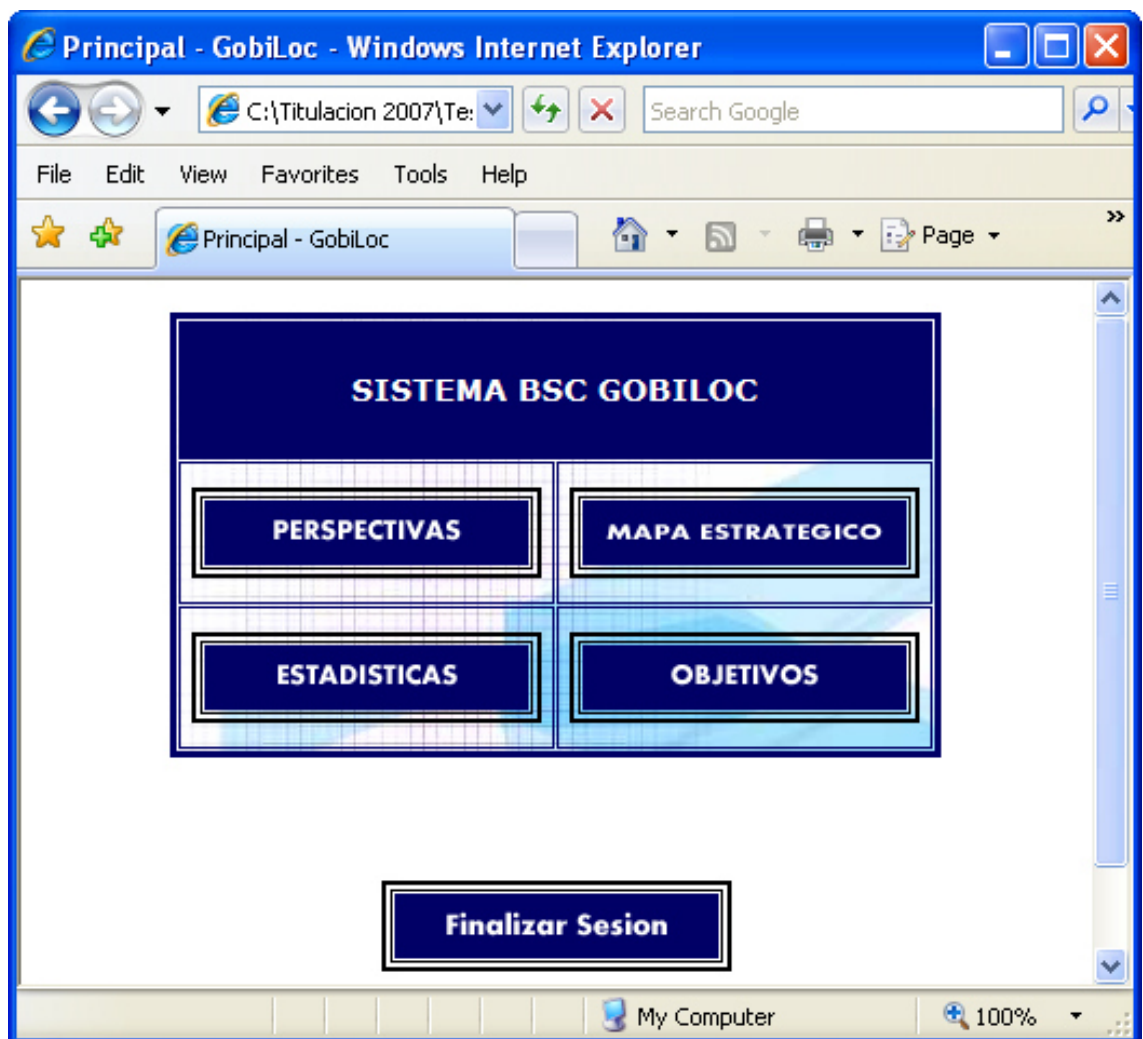 Principal - GobiLoc - Windows Internet Explorer
C:\Titulacion 2007\Te: Search Google
File Edit View Favorites Tools Help
Principal - GobiLoc Page »
SISTEMA BSC GOBILOC
PERSPECTIVAS MAPA ESTRATEGICO
ESTADISTICAS OBJETIVOS
Finalizar Sesion
My Computer 100%